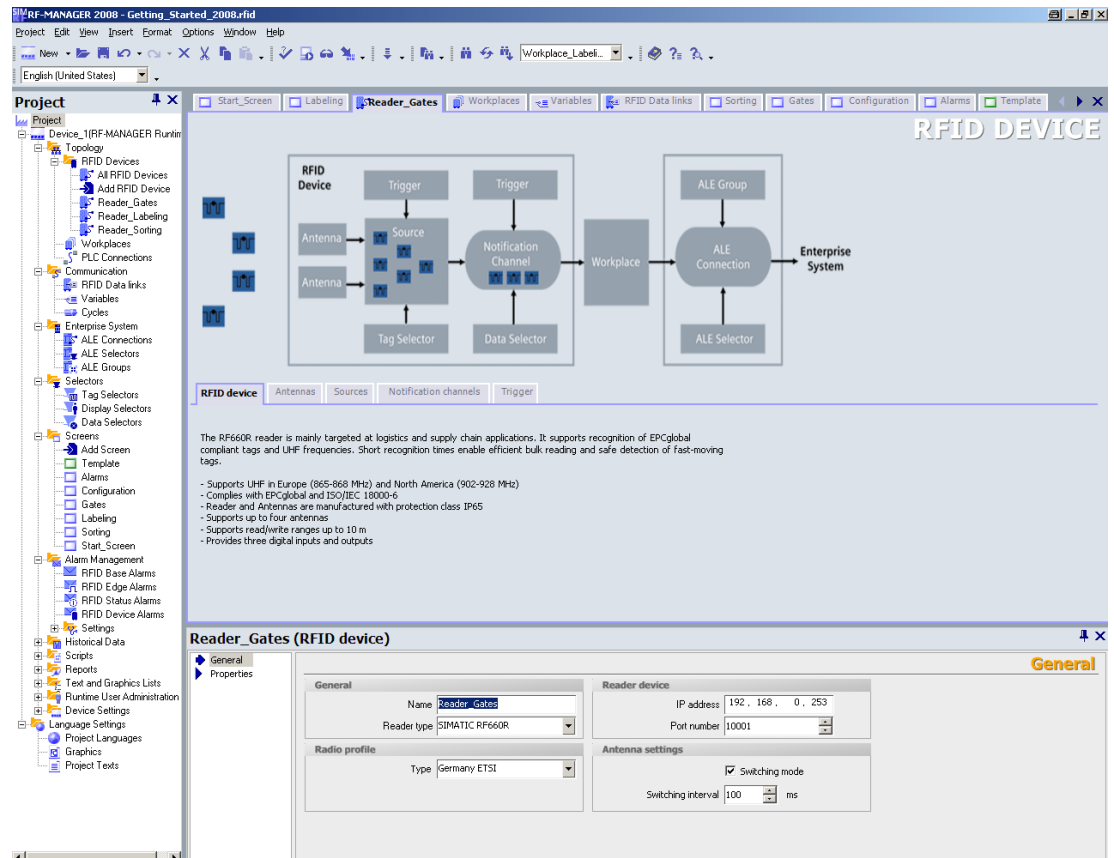 RF-MANAGER 2008 - Getting_Started_2008.rfid
Project Edit View Insert Format Options Window Help
New
Workplace_Labeli...
English (United States)
Project
Project
Device_1(RF-MANAGER Runtim
Topology
RFID Devices
All RFID Devices
Add RFID Device
Reader_Gates
Reader_Labeling
Reader_Sorting
Workplaces
PLC Connections
Communication
RFID Data links
Variables
Cycles
Enterprise System
ALE Connections
ALE Selectors
ALE Groups
Selectors
Tag Selectors
Display Selectors
Data Selectors
Screens
Add Screen
Template
Alarms
Configuration
Gates
Labeling
Sorting
Start_Screen
Alarm Management
RFID Base Alarms
RFID Edge Alarms
RFID Status Alarms
RFID Device Alarms
Settings
Historical Data
Scripts
Reports
Text and Graphics Lists
Runtime User Administration
Device Settings
Language Settings
Project Languages
Graphics
Project Texts
Start_Screen Labeling Reader_Gates Workplaces Variables RFID Data links Sorting Gates Configuration Alarms Template
RFID DEVICE
RFID
Device
Trigger
Trigger
ALE Group
Antenna
Source
Antenna
Notification
Channel
Workplace
ALE
Connection
Enterprise
System
Tag Selector
Data Selector
ALE Selector
RFID device Antennas Sources Notification channels Trigger
The RF660R reader is mainly targeted at logistics and supply chain applications. It supports recognition of EPCglobal
compliant tags and UHF frequencies. Short recognition times enable efficient bulk reading and safe detection of fast-moving
tags.
- Supports UHF in Europe (865-868 MHz) and North America (902-928 MHz)
- Complies with EPCglobal and ISO/IEC 18000-6
- Reader and Antennas are manufactured with protection class IP65
- Supports up to four antennas
- Supports read/write ranges up to 10 m
- Provides three digital inputs and outputs
Reader_Gates (RFID device)
General
Properties
General
General
Name Reader_Gates
Reader type SIMATIC RF660R
Radio profile
Type Germany ETSI
Reader device
IP address 192 . 168 . 0 . 253
Port number 10001
Antenna settings
Switching mode
Switching interval 100 ms